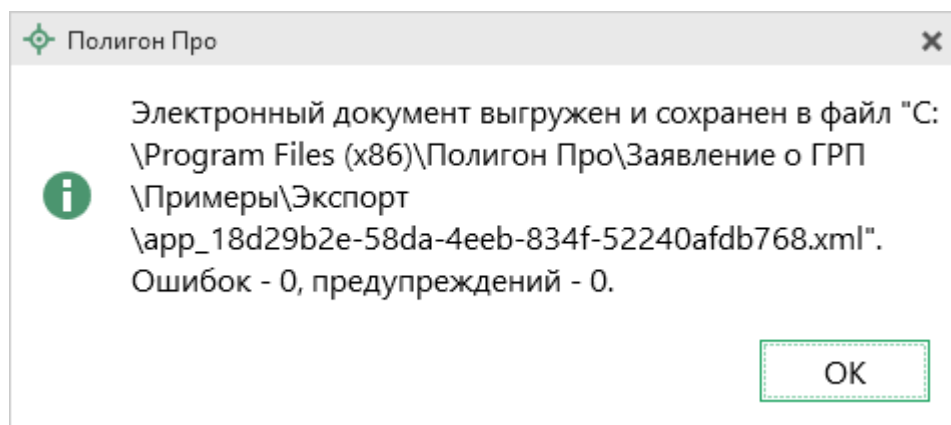 Полигон Про
Электронный документ выгружен и сохранен в файл "C:
\Program Files (x86)\Полигон Про\Заявление о ГРП
\Примеры\Экспорт
\app_18d29b2e-58da-4eeb-834f-52240afdb768.xml".
Ошибок - 0, предупреждений - 0.
ОК